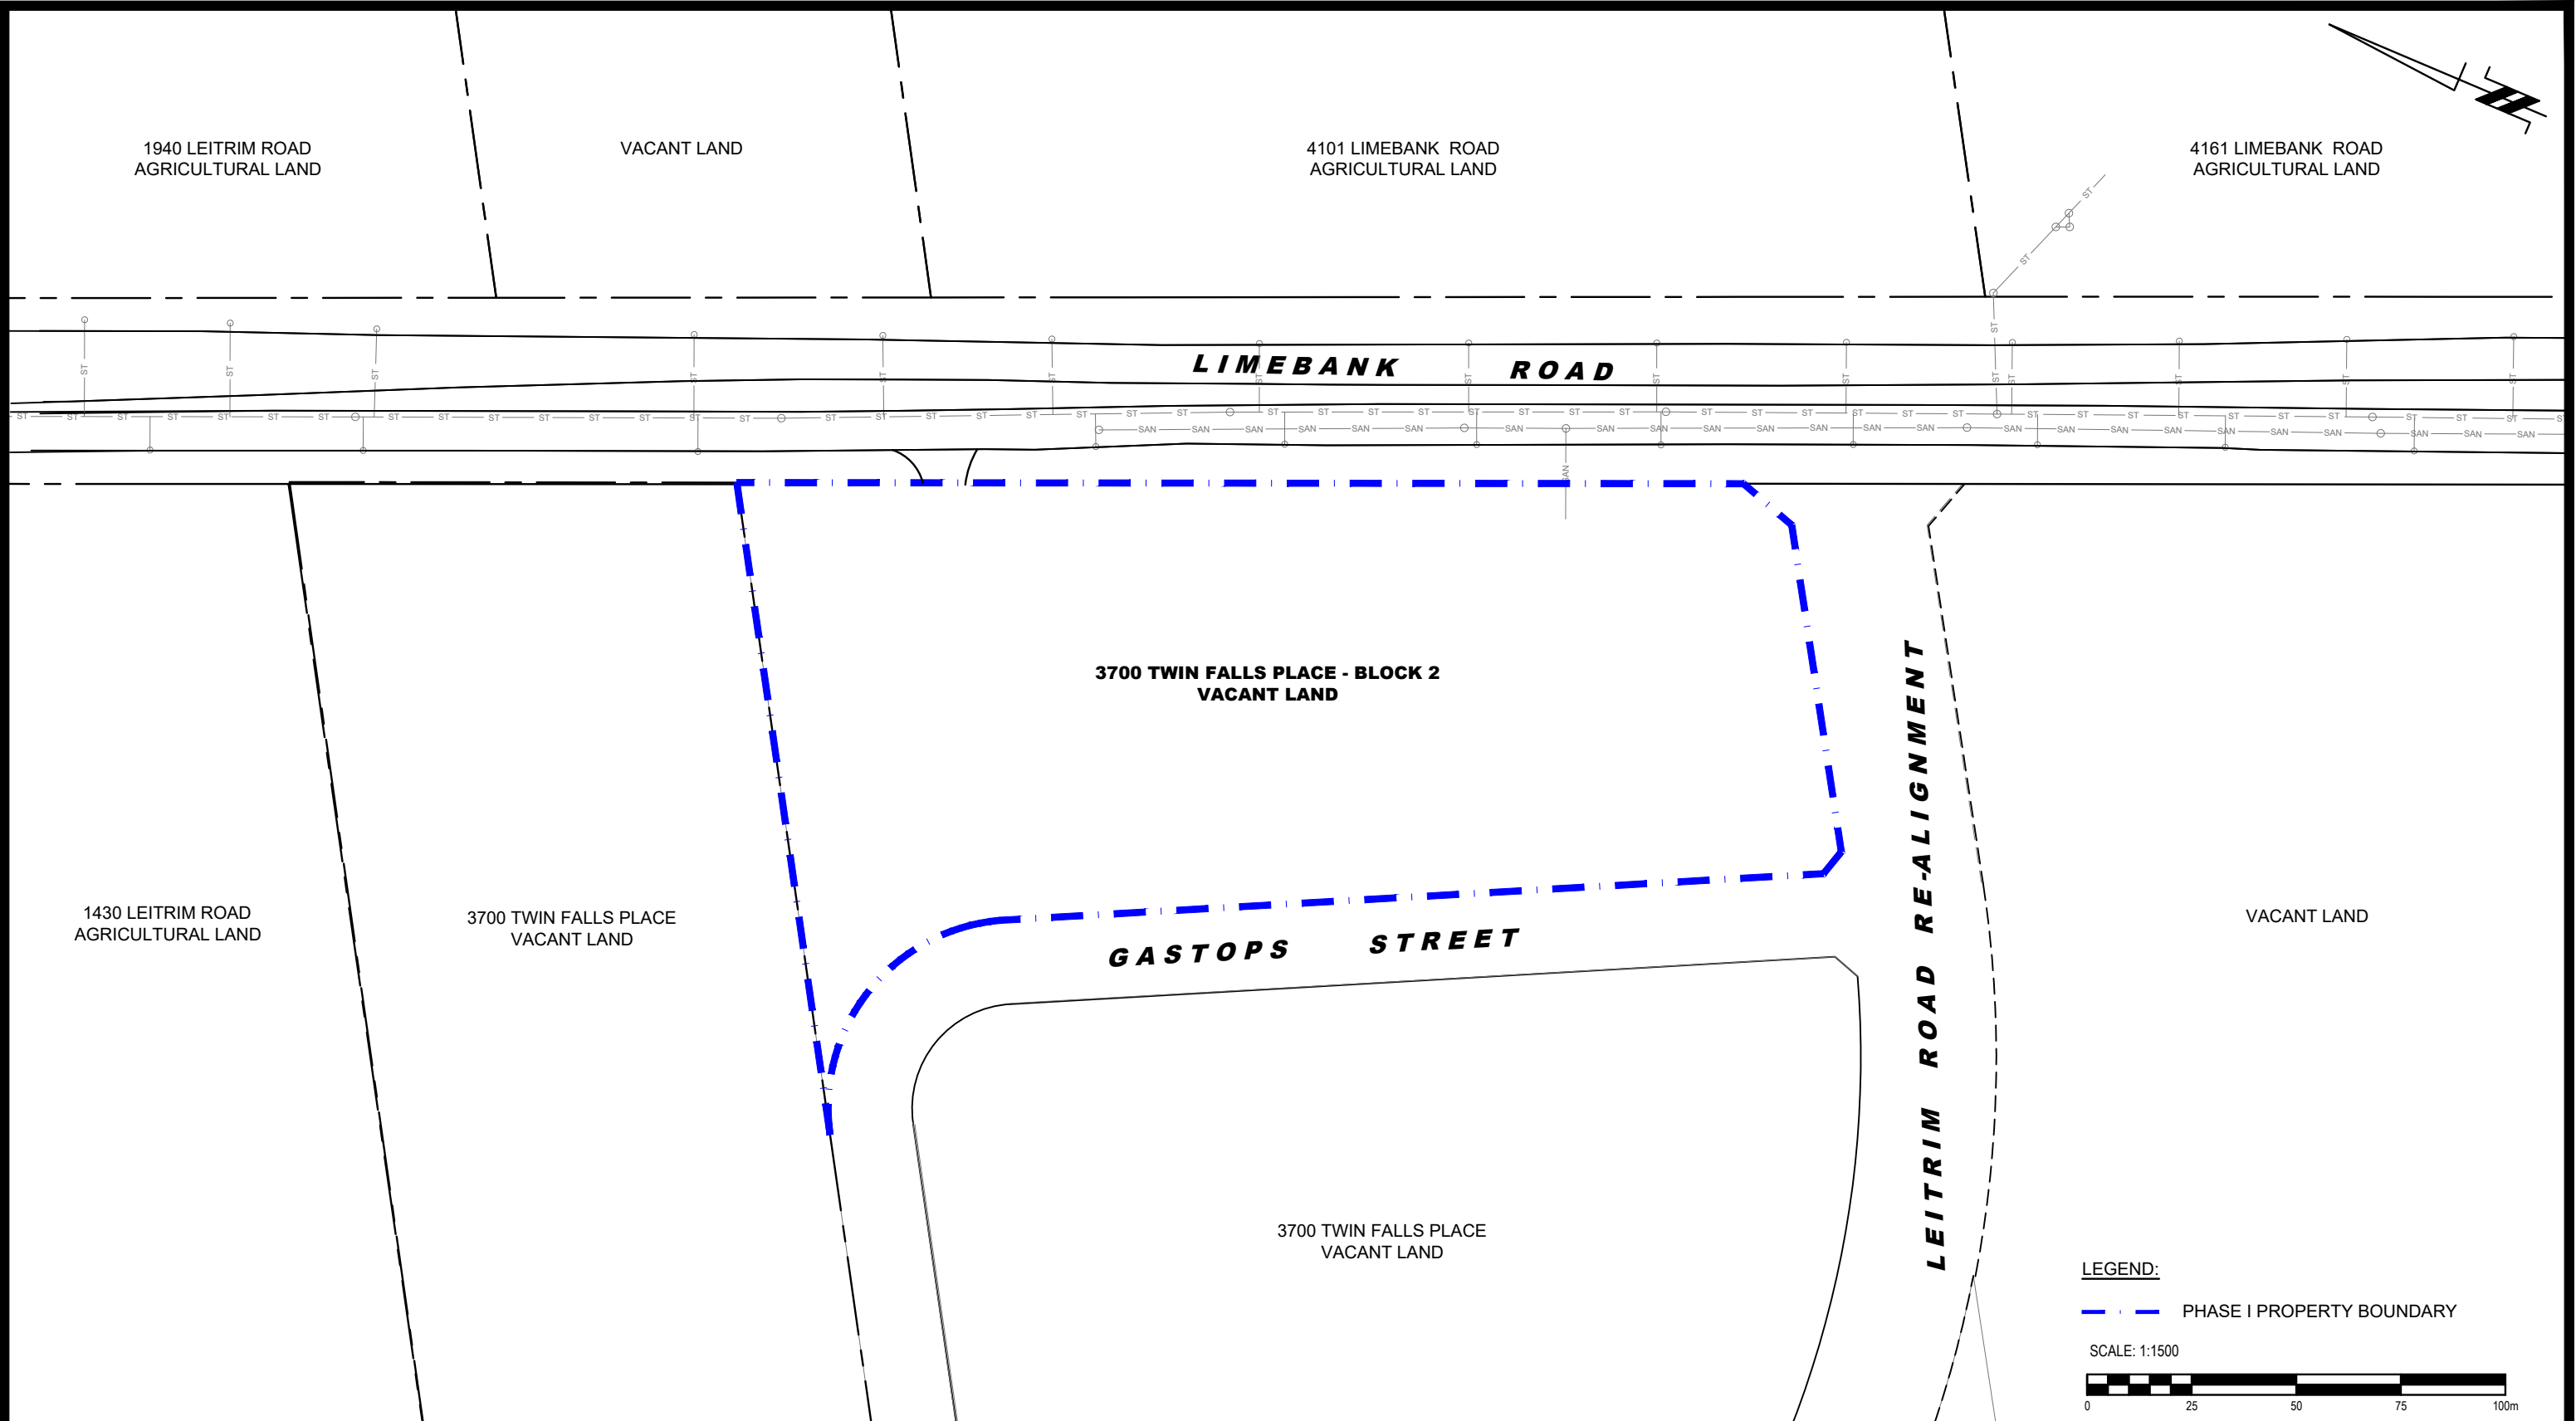 1940 LEITRIM ROAD
AGRICULTURAL LAND
VACANT LAND
4101 LIMEBANK ROAD
AGRICULTURAL LAND
4161 LIMEBANK ROAD
AGRICULTURAL LAND
LIMEBANK ROAD
3700 TWIN FALLS PLACE - BLOCK 2
VACANT LAND
1430 LEITRIM ROAD
AGRICULTURAL LAND
3700 TWIN FALLS PLACE
VACANT LAND
GASTOPS STREET
LEITRIM ROAD RE-ALIGNMENT
VACANT LAND
3700 TWIN FALLS PLACE
VACANT LAND
LEGEND:
PHASE I PROPERTY BOUNDARY
SCALE: 1:1500
0 25 50 75 100m